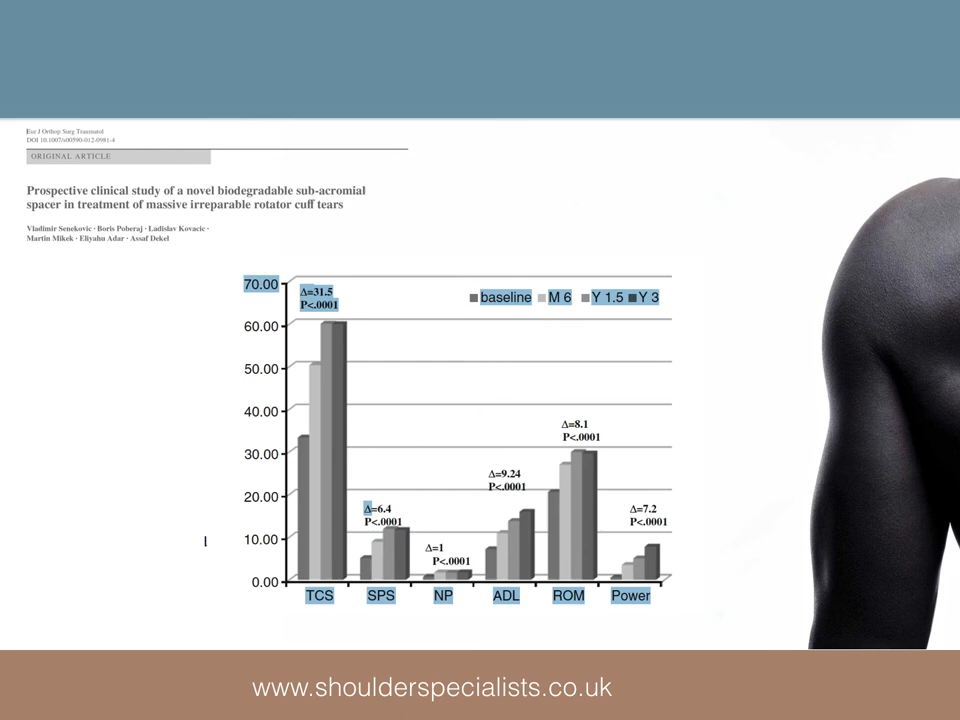 Eur J Orthop Surg Traumatol
DOI 10.1007/s00590-012-0981-4
ORIGINAL ARTICLE
Prospective clinical study of a novel biodegradable sub-acromial
spacer in treatment of massive irreparable rotator cuff tears
Vladimir Senekovic · Boris Poberaj · Ladislav Kovacic ·
Martin Mikek · Eliyahu Adar · Assaf Dekel
70.00
60.00
50.00
40.00
30.00
20.00
10.00
0.00
Δ=31.5
P<.0001
baseline M 6 Y 1.5 Y 3
Δ=6.4
P<.0001
Δ=1
P<.0001
Δ=9.24
P<.0001
Δ=8.1
P<.0001
Δ=7.2
P<.0001
TCS SPS NP ADL ROM Power
www.shoulderspecialists.co.uk